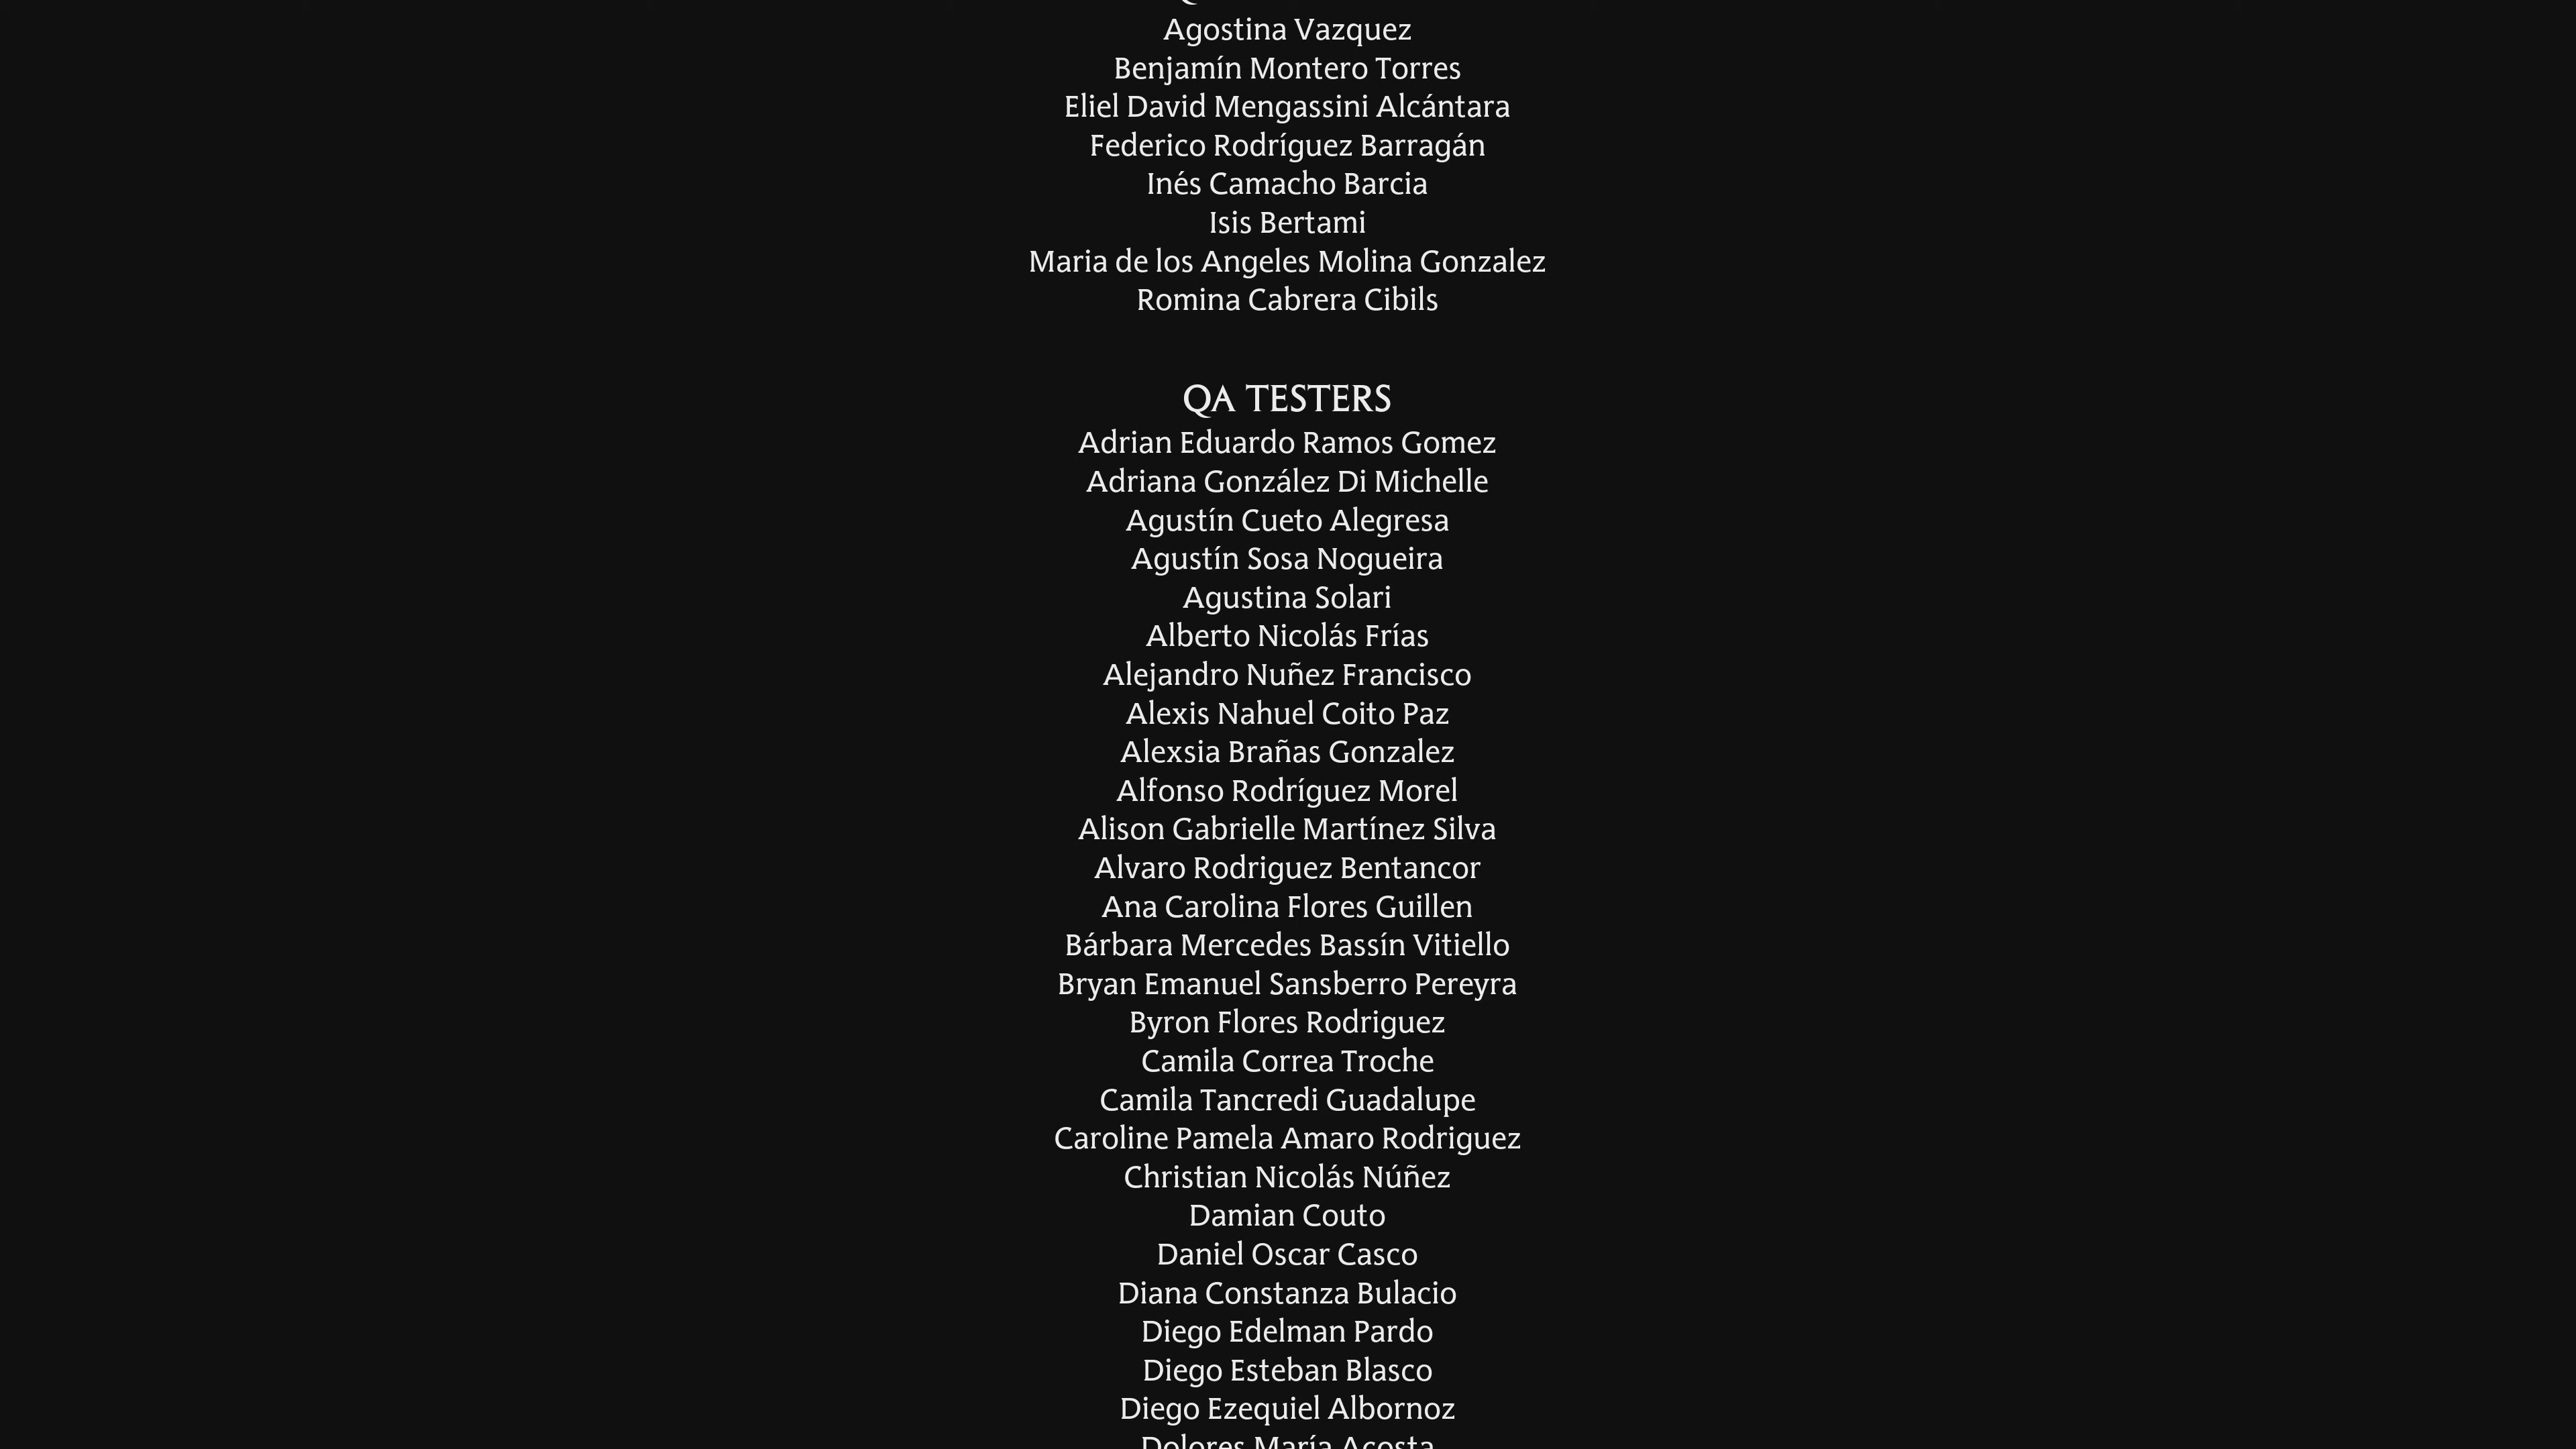 Agostina Vazquez
Benjamín Montero Torres
Eliel David Mengassini Alcántara
Federico Rodríguez Barragán
Inés Camacho Barcia
Isis Bertami
Maria de los Angeles Molina Gonzalez
Romina Cabrera Cibils
QA TESTERS
Adrian Eduardo Ramos Gomez
Adriana González Di Michelle
Agustín Cueto Alegresa
Agustín Sosa Nogueira
Agustina Solari
Alberto Nicolás Frías
Alejandro Nuñez Francisco
Alexis Nahuel Coito Paz
Alexsia Brañas Gonzalez
Alfonso Rodríguez Morel
Alison Gabrielle Martínez Silva
Alvaro Rodriguez Bentancor
Ana Carolina Flores Guillen
Bárbara Mercedes Bassín Vitiello
Bryan Emanuel Sansberro Pereyra
Byron Flores Rodriguez
Camila Correa Troche
Camila Tancredi Guadalupe
Caroline Pamela Amaro Rodriguez
Christian Nicolás Núñez
Damian Couto
Daniel Oscar Casco
Diana Constanza Bulacio
Diego Edelman Pardo
Diego Esteban Blasco
Diego Ezequiel Albornoz
Dolores María Acosta